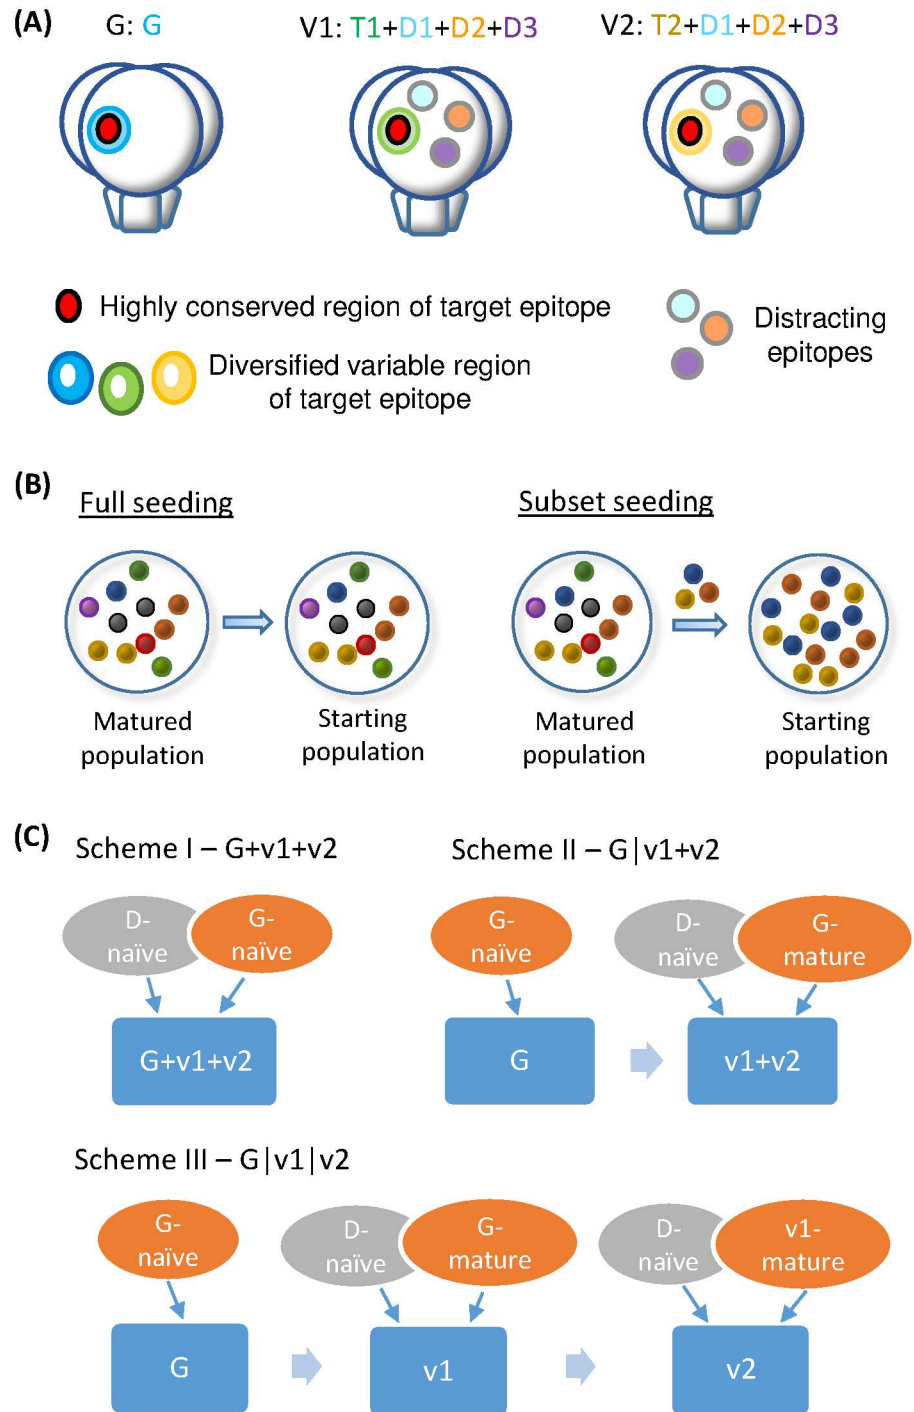 (A)
G: G
V1: T1+D1+D2+D3
V2: T2+D1+D2+D3
Highly conserved region of target epitope
Diversified variable region
of target epitope
Distracting
epitopes
(B)
Full seeding
Subset seeding
Matured
population
Starting
population
Matured
population
Starting
population
(C)
Scheme I – G+v1+v2
D-
naïve
G-
naïve
G+v1+v2
Scheme II – G|v1+v2
G-
naïve
G
D-
naïve
G-
mature
v1+v2
Scheme III – G|v1|v2
G-
naïve
G
D-
naïve
G-
mature
v1
D-
naïve
v1-
mature
v2